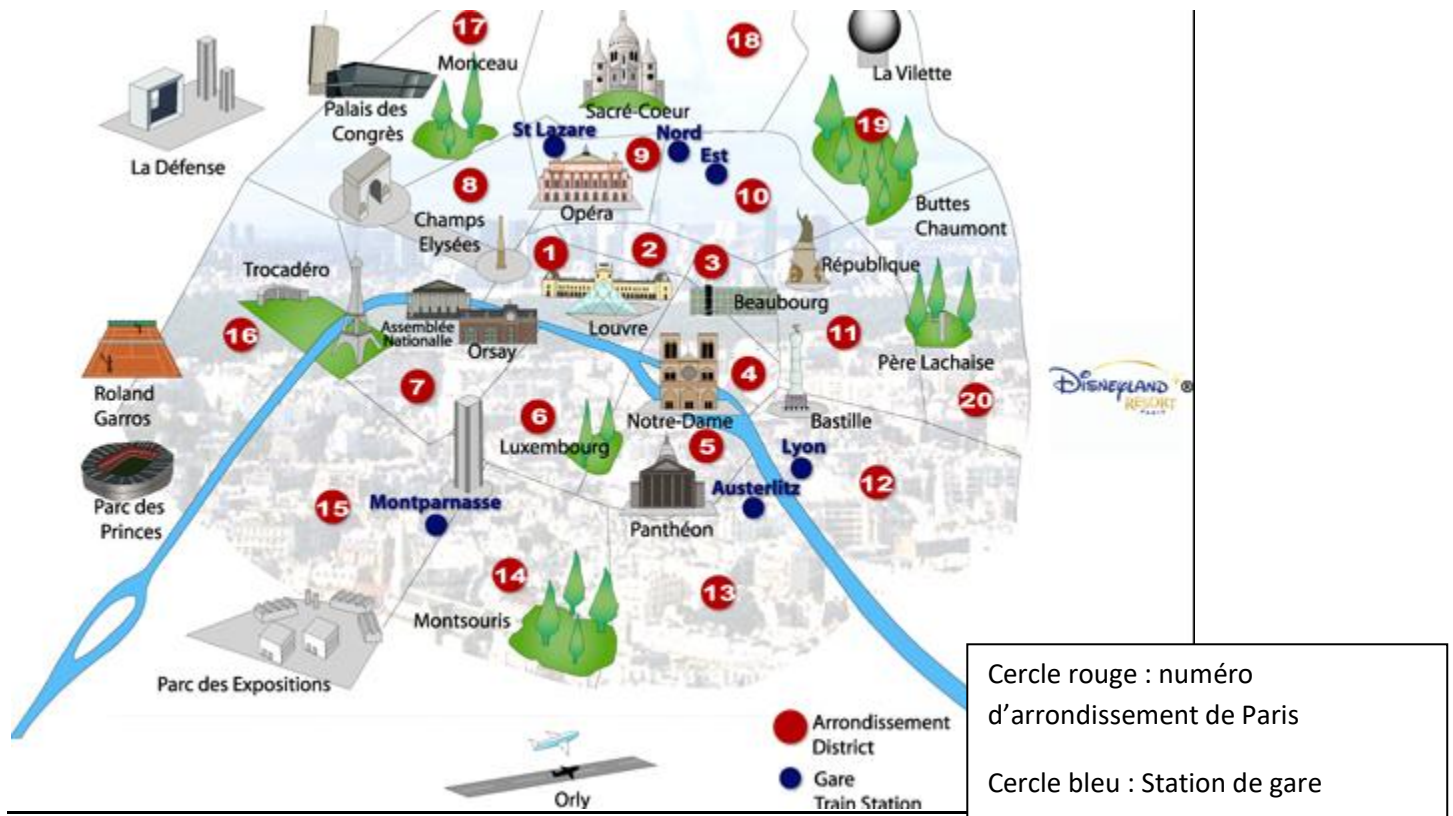 17
Monceau
18
La Vilette
Palais des
Congrès
Sacré-Coeur
19
La Défense
St Lazare
Nord
9
Est
8
10
Opéra
Buttes
Chaumont
Champs
Elysées
1
2
3
République
Trocadéro
Beaubourg
Assemblée
Nationalle
Orsay
Louvre
11
16
Père Lachaise
Roland
Garros
7
4
DISNEYLAND ®
RESORT
PARIS
20
6
Notre-Dame
Bastille
Luxembourg
5
Lyon
Parc des
Princes
15
Montparnasse
Austerlitz
12
Panthéon
14
13
Montsouris
Parc des Expositions
Cercle rouge : numéro
d’arrondissement de Paris
Cercle bleu : Station de gare
Arrondissement
District
Gare
Train Station
Orly